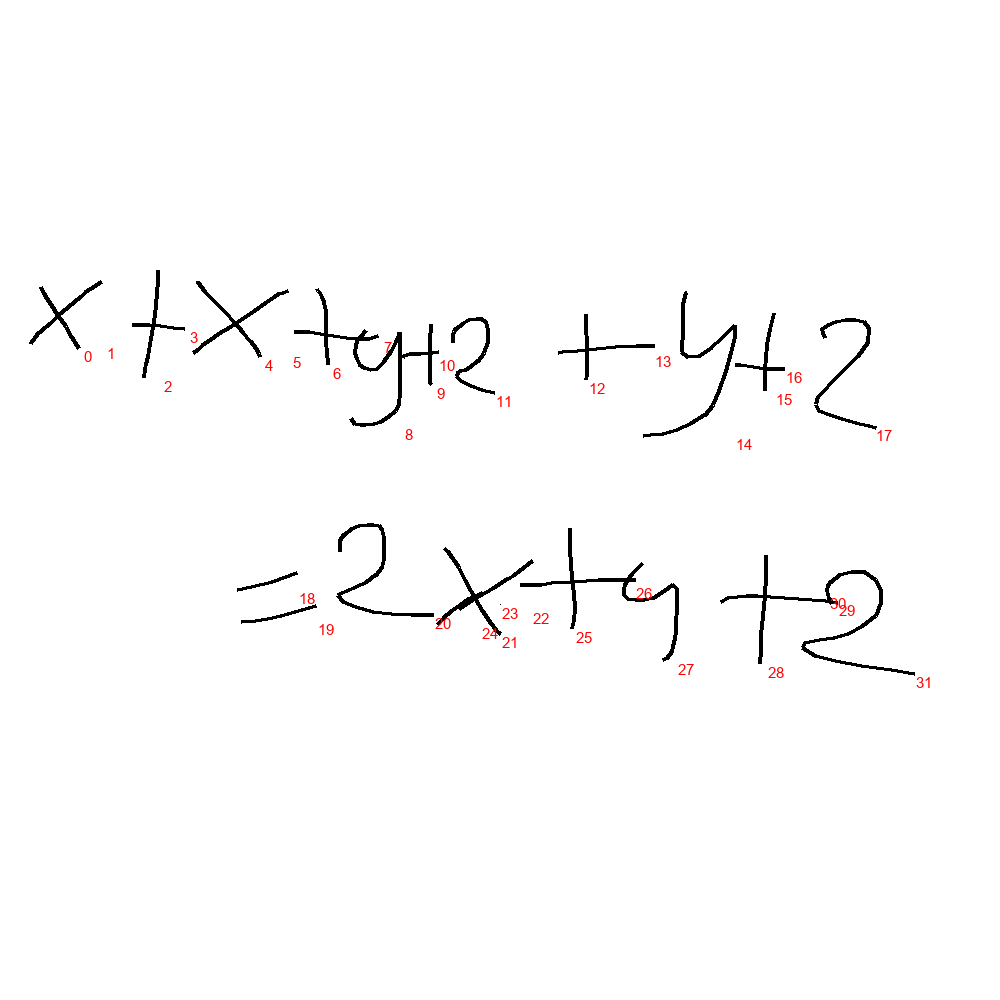 x + x + y + 2 + y + 2
= 2x + y + 2